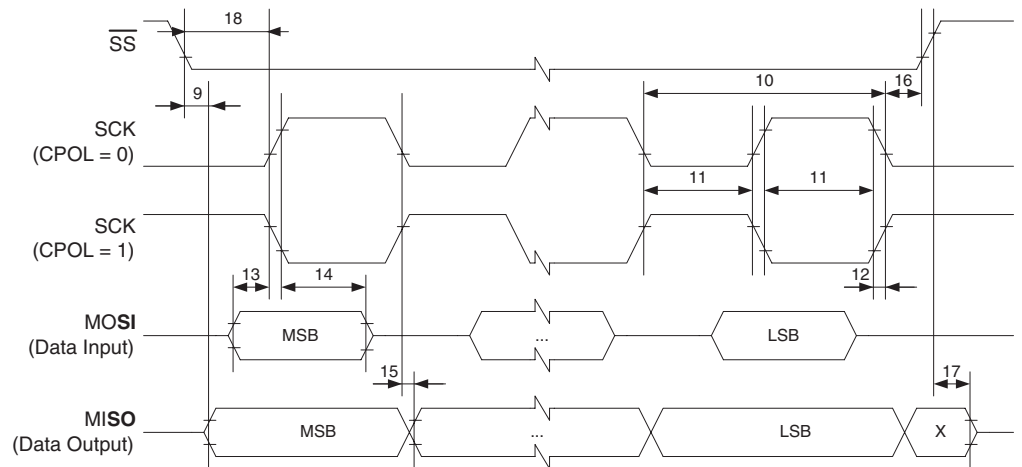 18
SS
9
10
16
SCK
(CPOL = 0)
11
11
SCK
(CPOL = 1)
13
14
12
MOSI
(Data Input)
MSB
...
LSB
15
17
MISO
(Data Output)
MSB
...
LSB
X